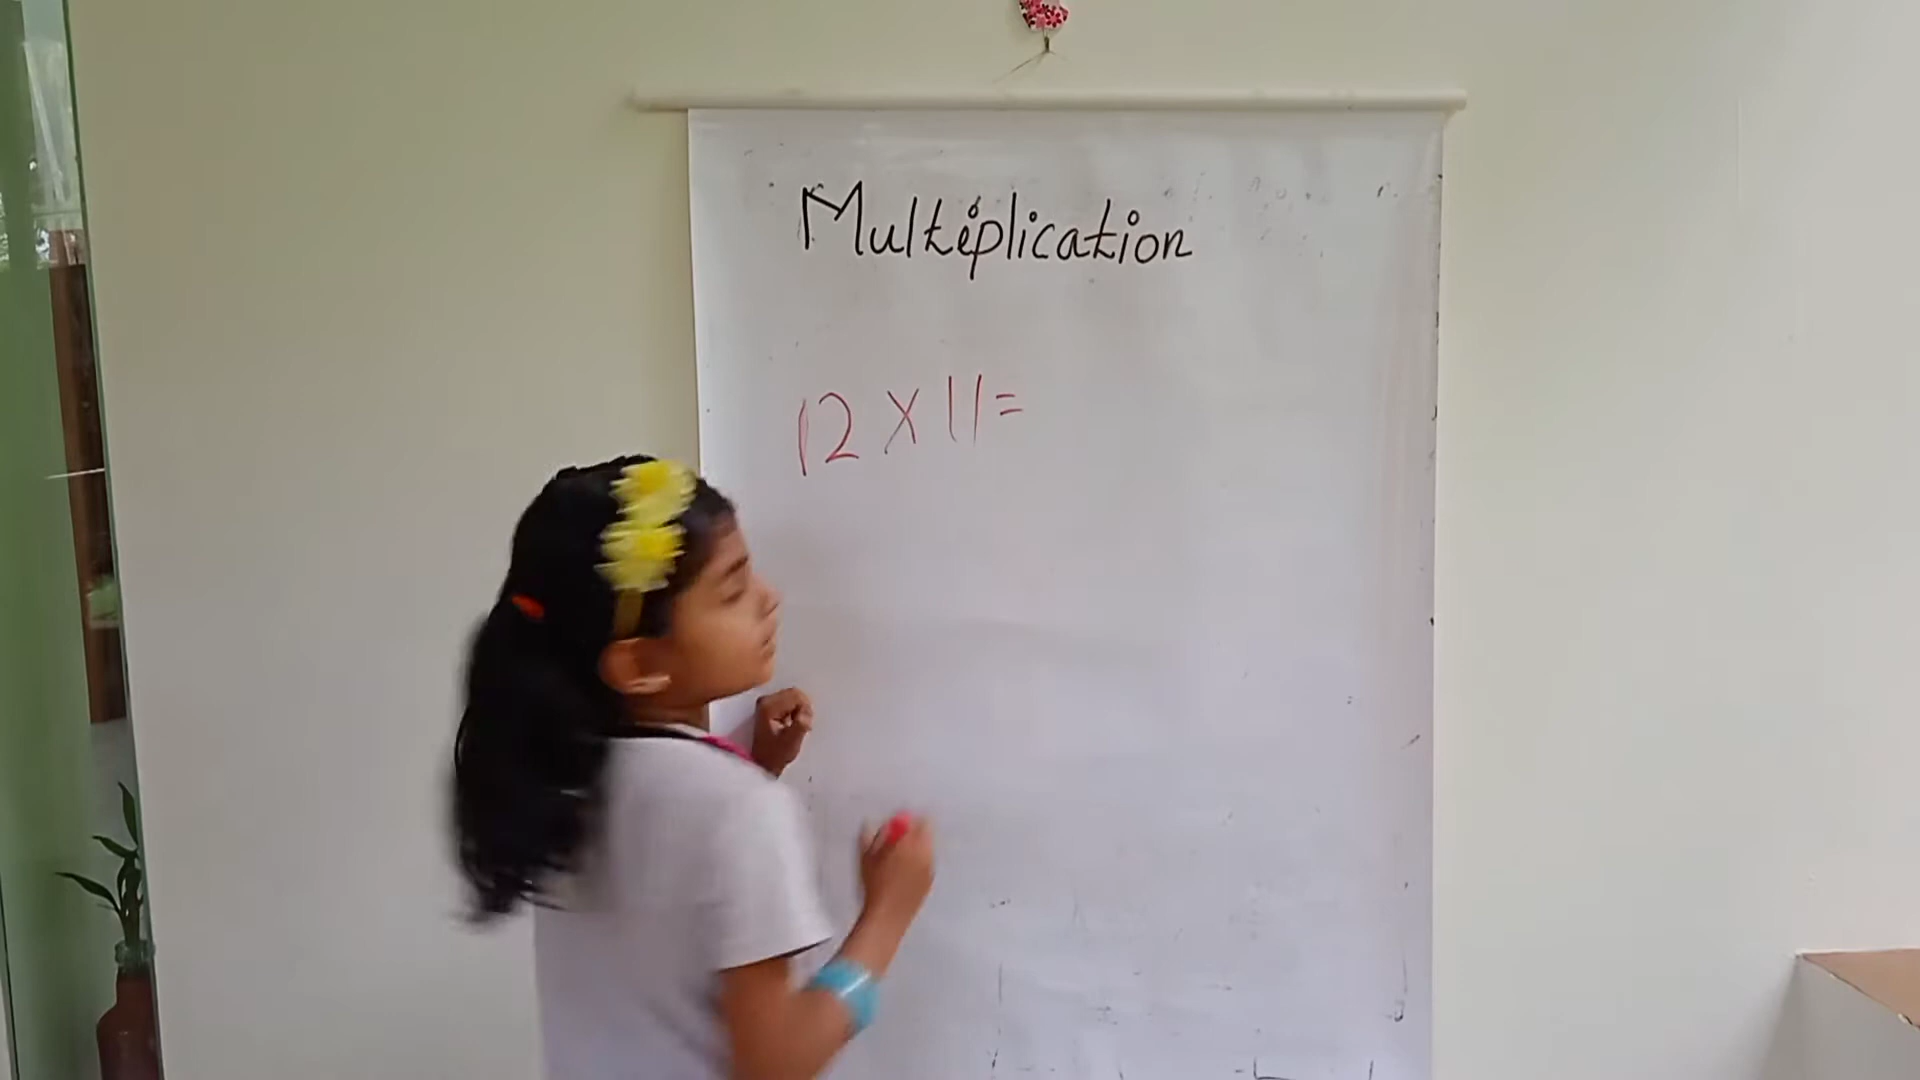 Multiplication
12 x 11 =